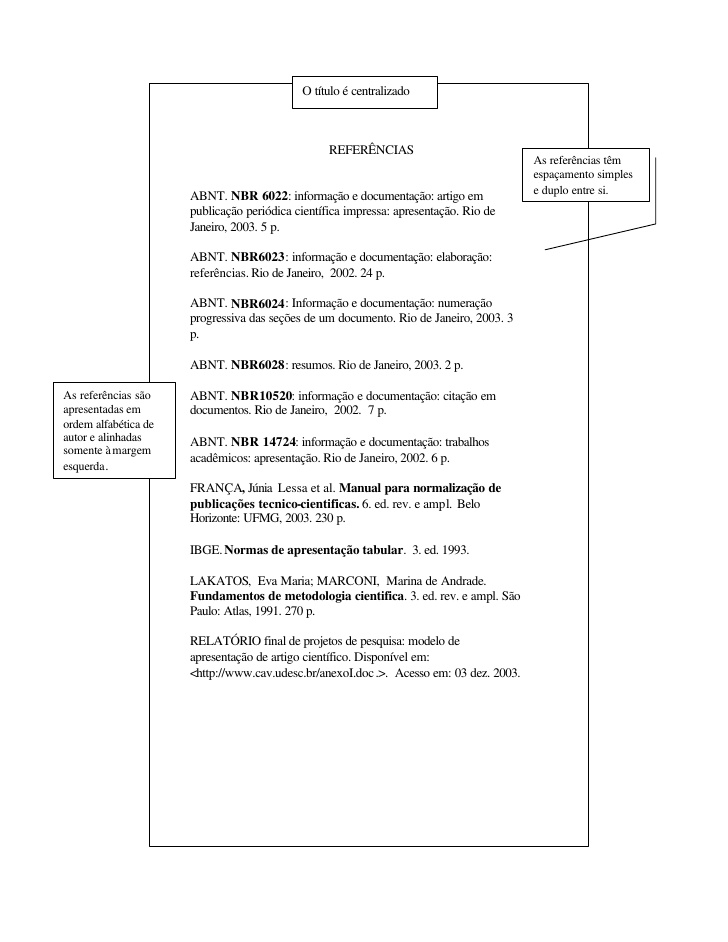 O título é centralizado
REFERÊNCIAS
As referências têm
espaçamento simples
e duplo entre si.
ABNT. NBR 6022: informação e documentação: artigo em
publicação periódica científica impressa: apresentação. Rio de
Janeiro, 2003. 5 p.
ABNT. NBR6023: informação e documentação: elaboração:
referências. Rio de Janeiro, 2002. 24 p.
ABNT. NBR6024: Informação e documentação: numeração
progressiva das seções de um documento. Rio de Janeiro, 2003. 3
p.
ABNT. NBR6028: resumos. Rio de Janeiro, 2003. 2 p.
As referências são
apresentadas em
ordem alfabética de
autor e alinhadas
somente à margem
esquerda.
ABNT. NBR10520: informação e documentação: citação em
documentos. Rio de Janeiro, 2002. 7 p.
ABNT. NBR 14724: informação e documentação: trabalhos
acadêmicos: apresentação. Rio de Janeiro, 2002. 6 p.
FRANÇA, Júnia Lessa et al. Manual para normalização de
publicações tecnico-cientificas. 6. ed. rev. e ampl. Belo
Horizonte: UFMG, 2003. 230 p.
IBGE. Normas de apresentação tabular. 3. ed. 1993.
LAKATOS, Eva Maria; MARCONI, Marina de Andrade.
Fundamentos de metodologia cientifica. 3. ed. rev. e ampl. São
Paulo: Atlas, 1991. 270 p.
RELATÓRIO final de projetos de pesquisa: modelo de
apresentação de artigo científico. Disponível em:
<http://www.cav.udesc.br/anexoI.doc.>. Acesso em: 03 dez. 2003.